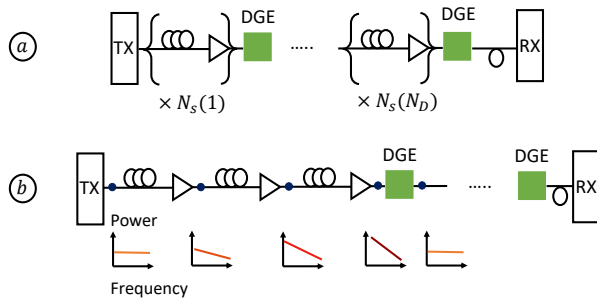 a
TX
DGE
.....
DGE
RX
× N_s(1)
× N_s(N_D)
b
TX
DGE
.....
DGE
RX
Power
Frequency